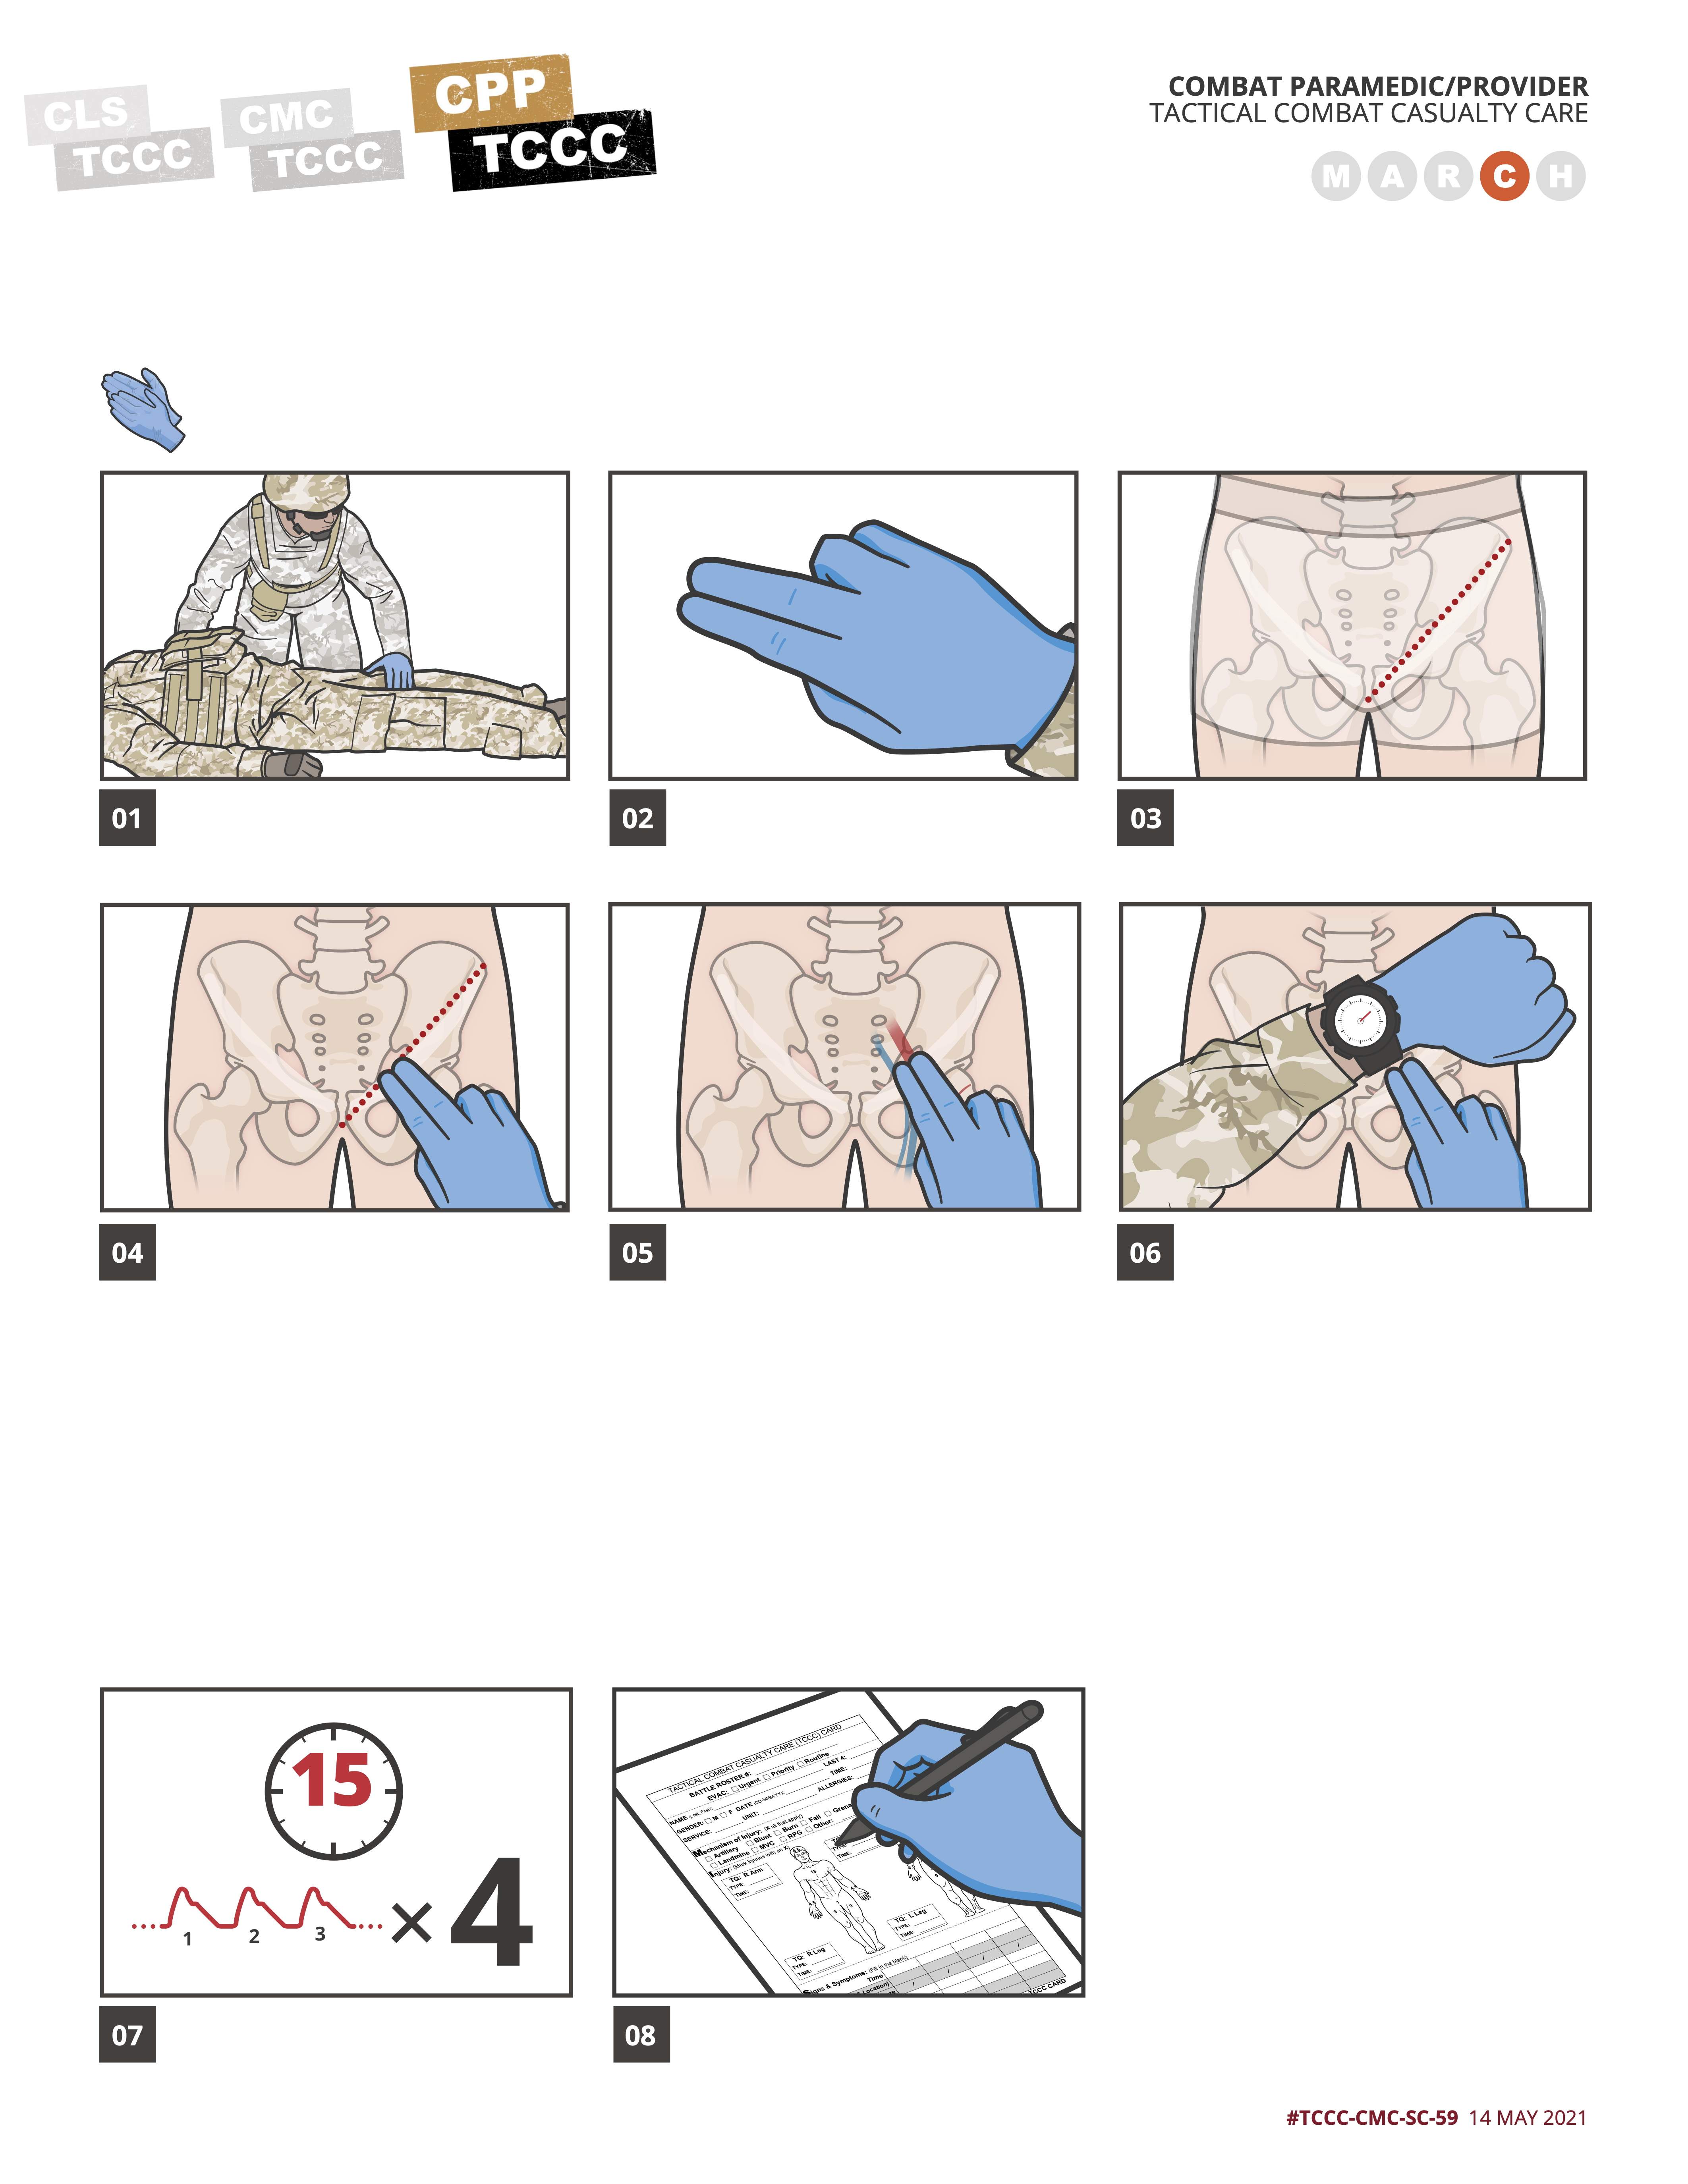 CLS
TCCC
CMC
TCCC
CPP
TCCC
COMBAT PARAMEDIC/PROVIDER
TACTICAL COMBAT CASUALTY CARE
M A R C H
01
02
03
04
05
06
15
1 2 3 × 4
TACTICAL COMBAT CASUALTY CARE (TCCC) CARD
BATTLE ROSTER #:
EVAC: Urgent Priority Routine
NAME (Last, First): LAST 4:
GENDER: M F DATE (DD-MMM-YY): TIME:
SERVICE: UNIT: ALLERGIES:
Mechanism of Injury: (X all that apply)
Artillery Blunt Burn Fall Grena
Landmine MVC RPG Other:
Injury: (Mark injuries with an X)
TQ: R Arm
TYPE:
TIME:
TYPE:
TIME:
TQ: R Leg
TYPE:
TIME:
TQ: L Leg
TYPE:
TIME:
Signs & Symptoms: (Fill in the blank)
Time
Location)
TCCC CARD
07
08
#TCCC-CMC-SC-59 14 MAY 2021